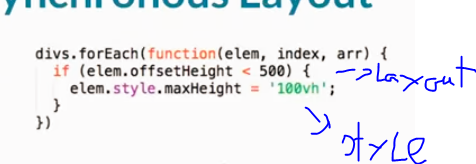 ynchronous Layout
divs.forEach(function(elem, index, arr) {
if (elem.offsetHeight < 500) { Layout
elem.style.maxHeight = '100vh';
}
})
style